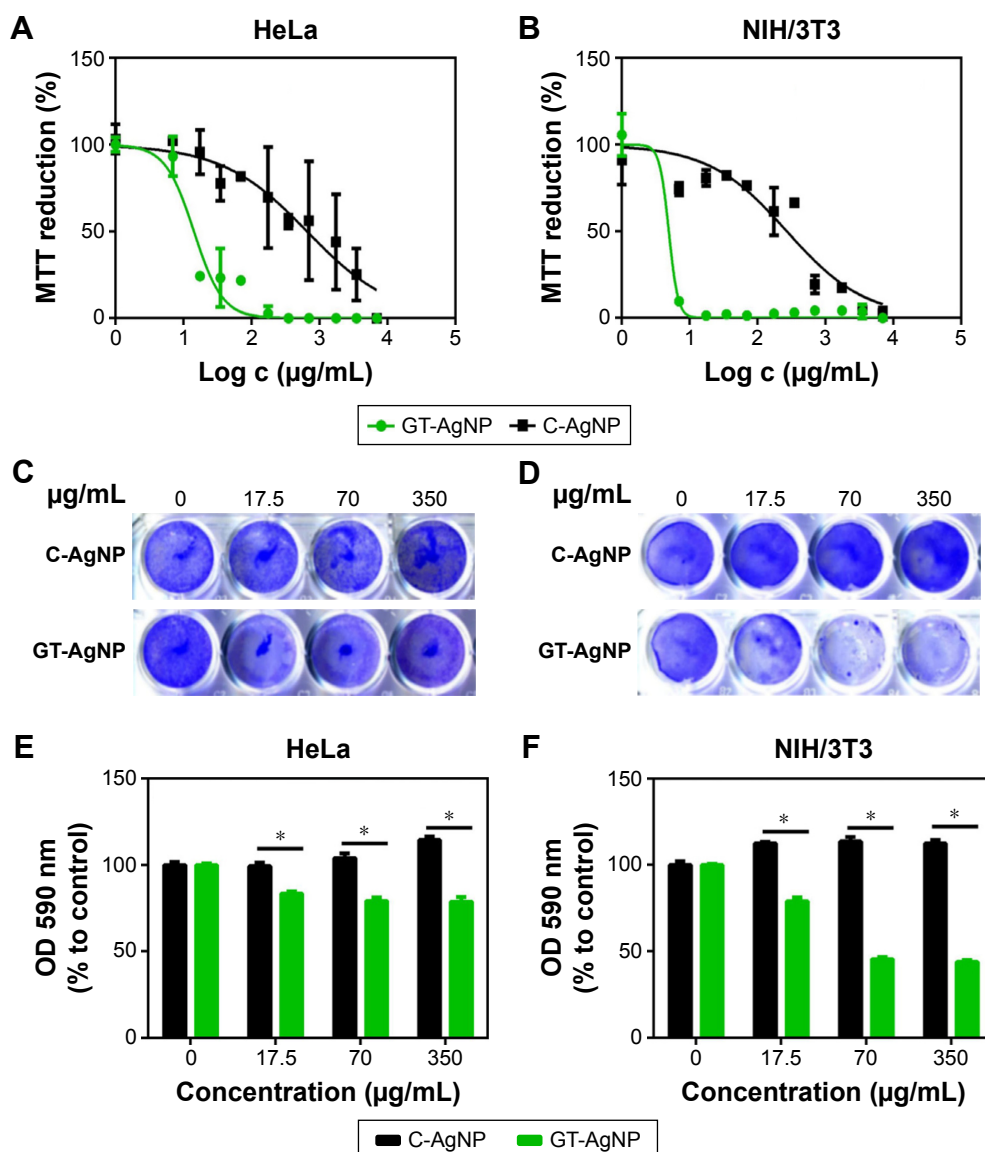 A
HeLa
MTT reduction (%)
150
100
50
0
0 1 2 3 4 5
Log c (µg/mL)
B
NIH/3T3
MTT reduction (%)
150
100
50
0
0 1 2 3 4 5
Log c (µg/mL)
GT-AgNP C-AgNP
C
µg/mL 0 17.5 70 350
C-AgNP
GT-AgNP
D
µg/mL 0 17.5 70 350
C-AgNP
GT-AgNP
E
HeLa
OD 590 nm
(% to control)
150
100
50
0
* * *
0 17.5 70 350
Concentration (µg/mL)
F
NIH/3T3
OD 590 nm
(% to control)
150
100
50
0
* * *
0 17.5 70 350
Concentration (µg/mL)
C-AgNP GT-AgNP